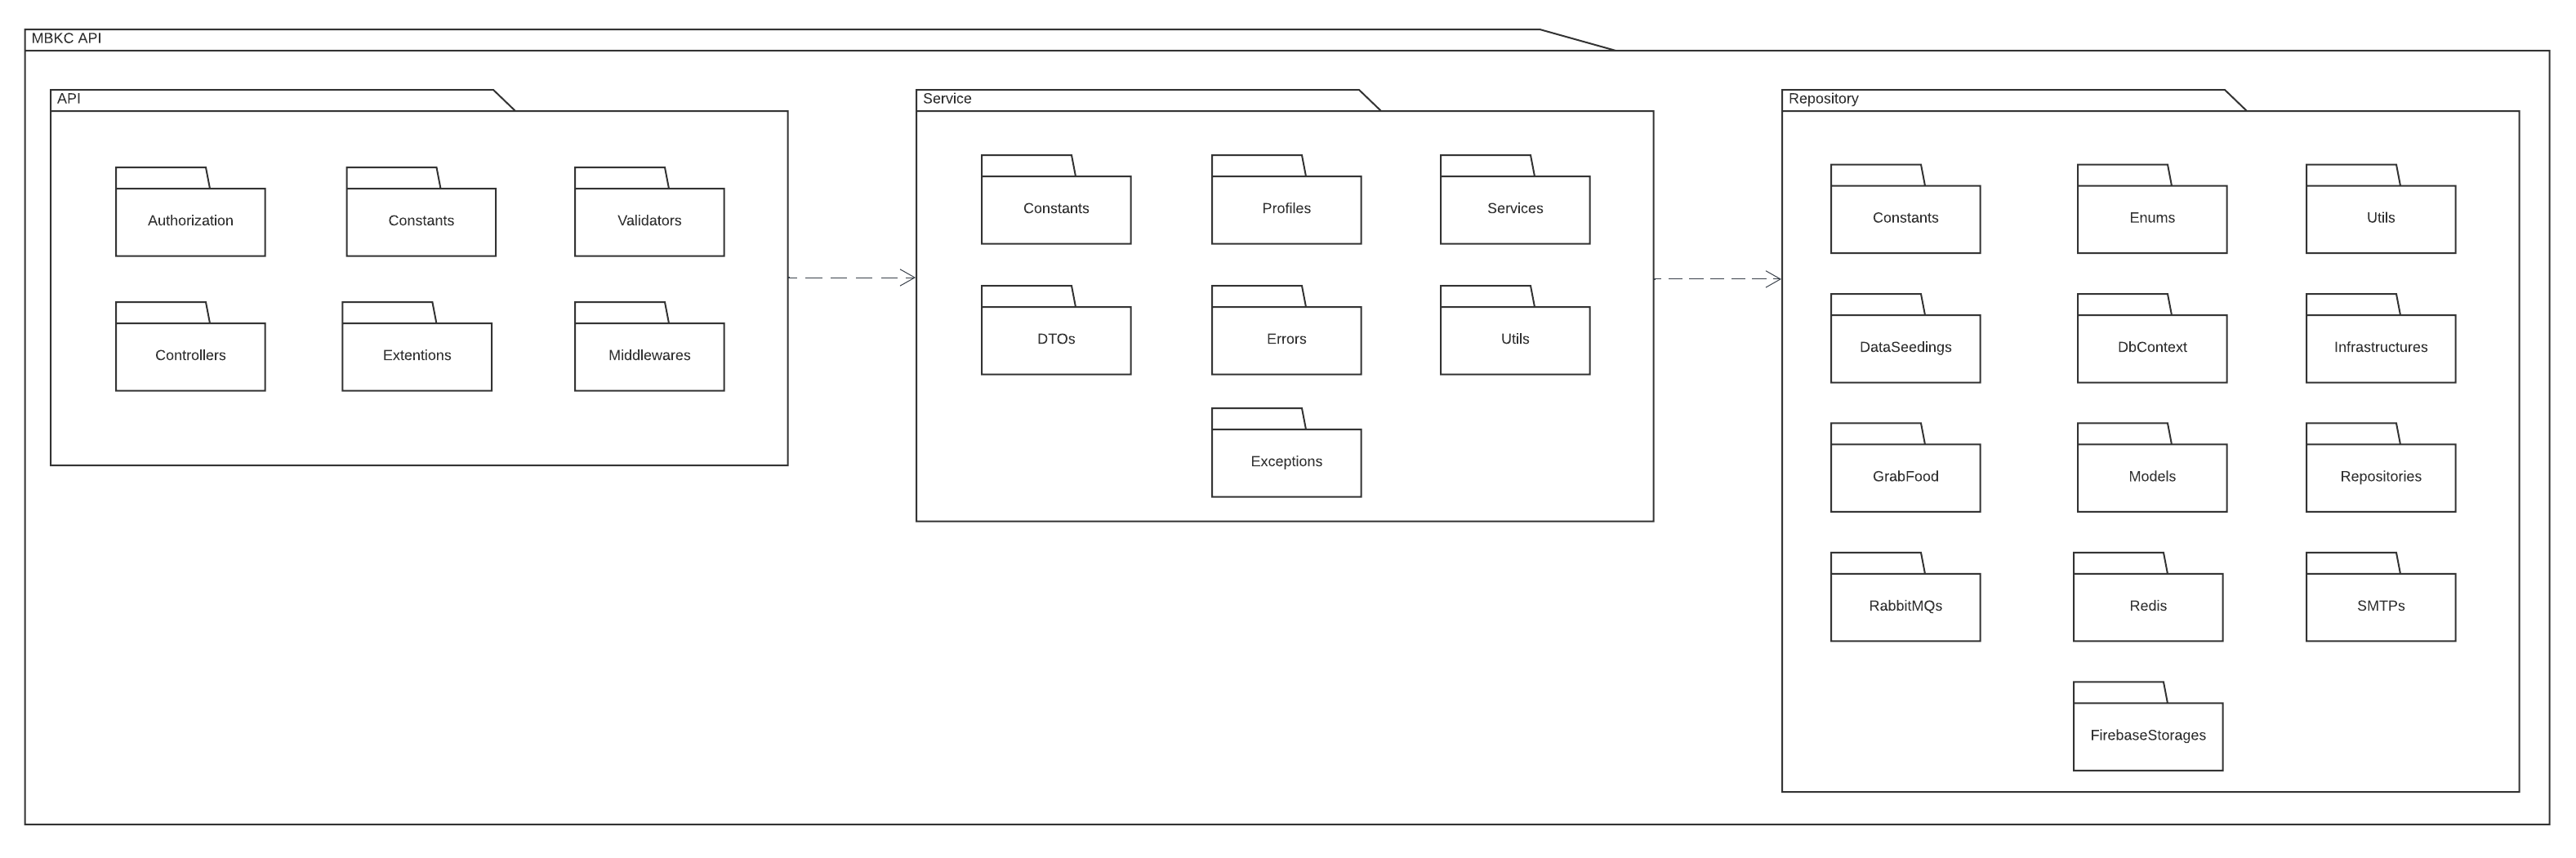 MBKC API
API
Authorization
Constants
Validators
Controllers
Extentions
Middlewares
Service
Constants
Profiles
Services
DTOs
Errors
Utils
Exceptions
Repository
Constants
Enums
Utils
DataSeedings
DbContext
Infrastructures
GrabFood
Models
Repositories
RabbitMQs
Redis
SMTPs
FirebaseStorages